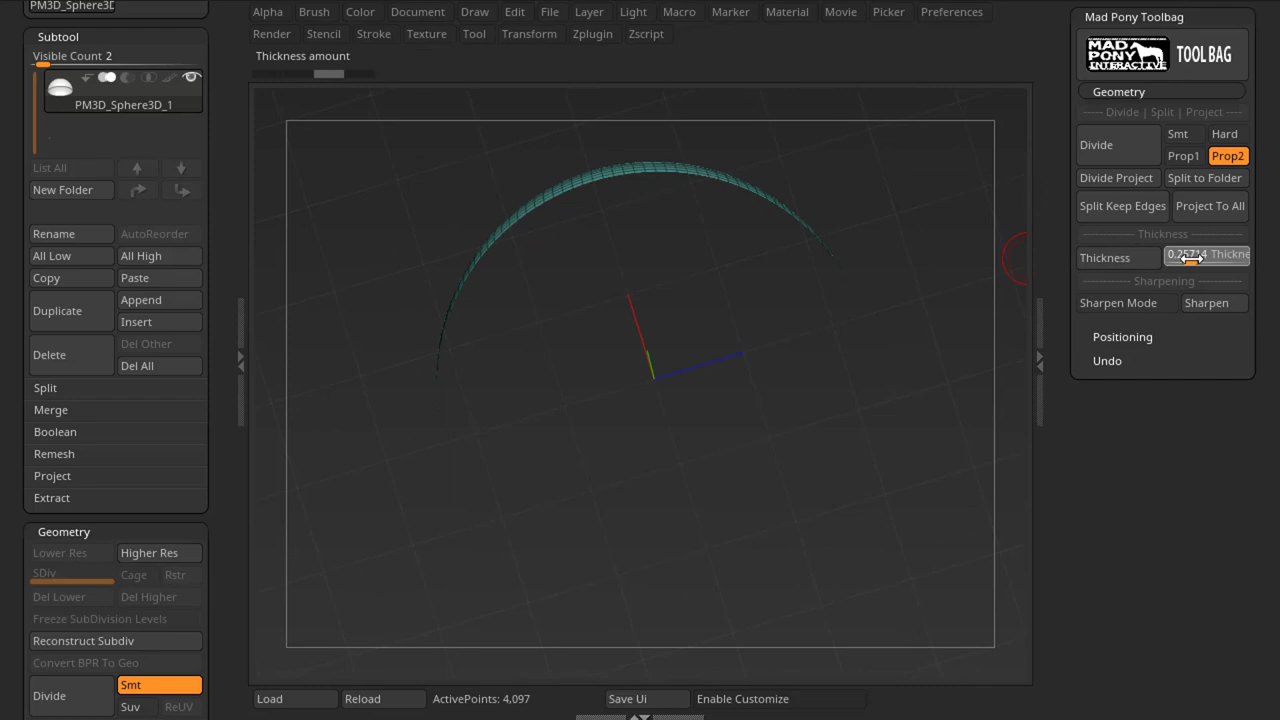 PM3D_Sphere3D
Subtool
Visible Count 2
PM3D_Sphere3D_1
List All
New Folder
Rename AutoReorder
All Low All High
Copy Paste
Duplicate Append
Insert
Delete Del Other
Del All
Split
Merge
Boolean
Remesh
Project
Extract
Geometry
Lower Res Higher Res
SDiv Cage Rstr
Del Lower Del Higher
Freeze SubDivision Levels
Reconstruct Subdiv
Convert BPR To Geo
Divide Smt
Suv ReUV
Alpha Brush Color Document Draw Edit File Layer Light Macro Marker Material Movie Picker Preferences
Render Stencil Stroke Texture Tool Transform Zplugin Zscript
Thickness amount
Load Reload ActivePoints: 4,097 Save Ui Enable Customize
Mad Pony Toolbag
MAD PONY INTERACTIVE TOOL BAG
Geometry
----- Divide | Split | Project ----
Divide Smt Hard
Prop1 Prop2
Divide Project Split to Folder
Split Keep Edges Project To All
Thickness
Thickness 0.25714 Thickne
Sharpening
Sharpen Mode Sharpen
Positioning
Undo